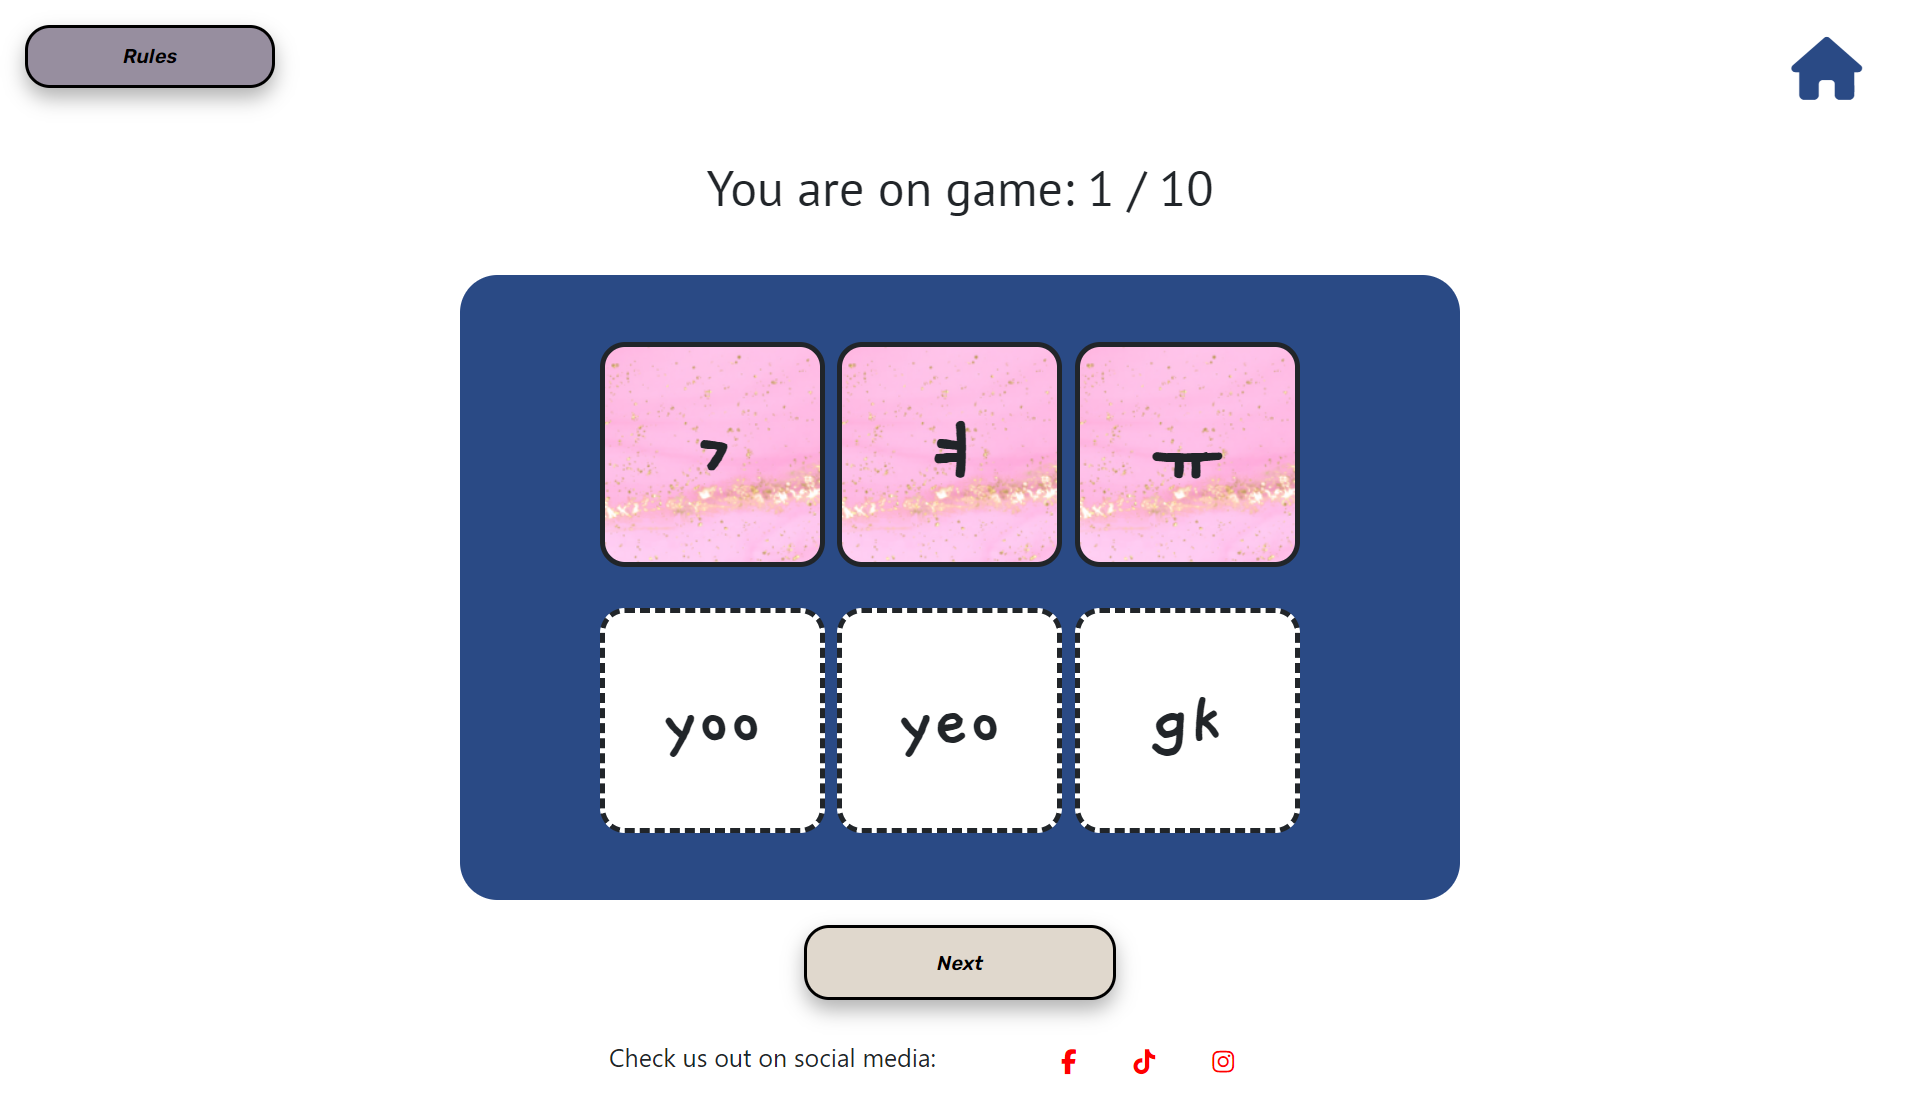 Rules
You are on game: 1 / 10
ㄱ ㅕ ㅠ
yoo yeo gk
Next
Check us out on social media: